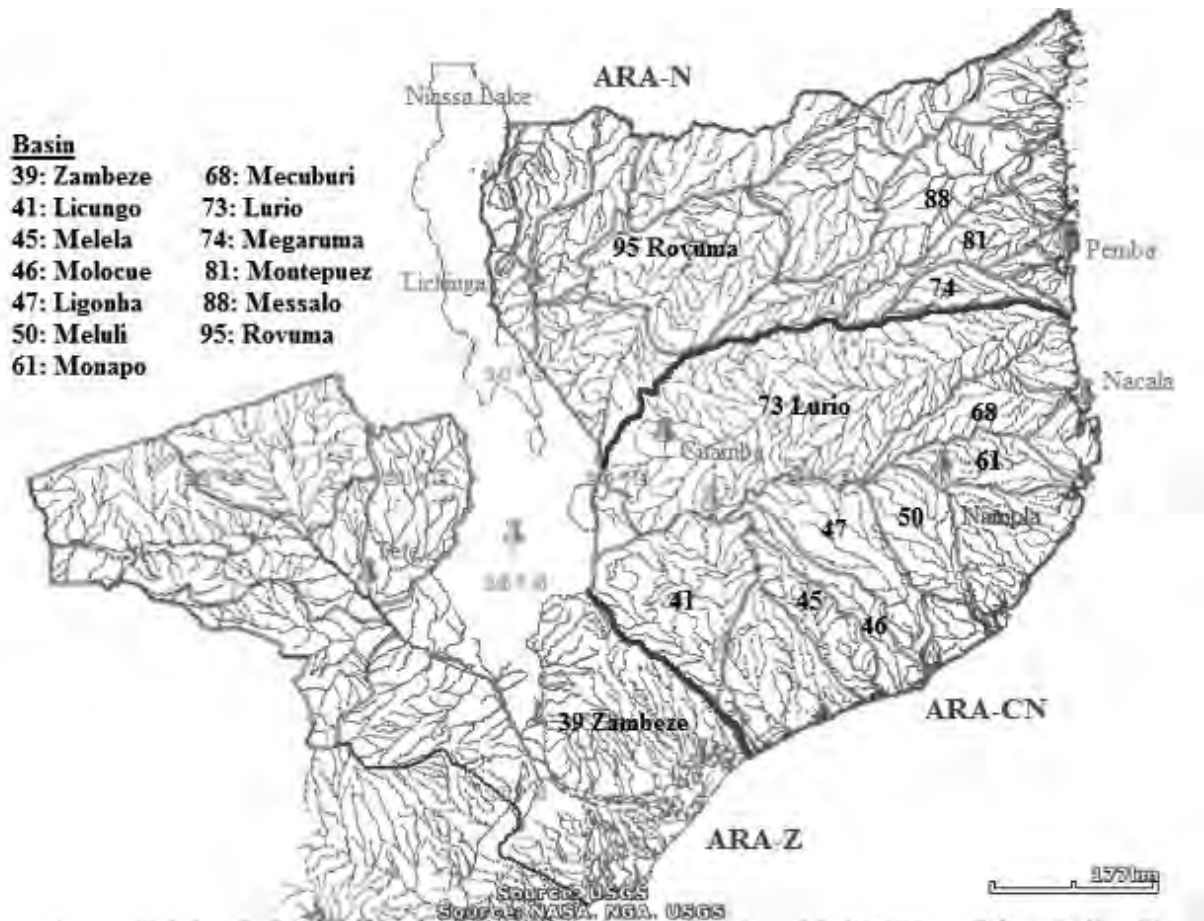 ARA-N
Niassa Lake
Basin
39: Zambeze 68: Mecuburi
41: Licungo 73: Lurio
45: Melela 74: Megaruma
46: Molocue 81: Montepuez
47: Ligonha 88: Messalo
50: Meluli 95: Rovuma
61: Monapo
88
95 Rovuma
81
Pemba
Lichinga
74
Nacala
73 Lurio
68
Cuamba
61
47
50
Nampla
Tete
41
45
46
39 Zambeze
ARA-CN
ARA-Z
177km
Source: USGS
Source: NASA, NGA, USGS